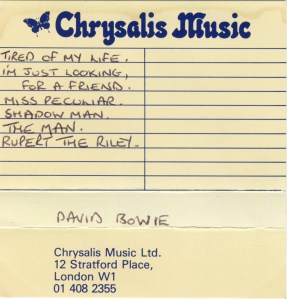 Chrysalis Music
TIRED OF MY LIFE.
I'M JUST LOOKING,
FOR A FRIEND.
MISS PECULIAR.
SHADOW MAN.
THE MAN.
RUPERT THE RILEY.
DAVID BOWIE
Chrysalis Music Ltd.
12 Stratford Place,
London W1
01 408 2355